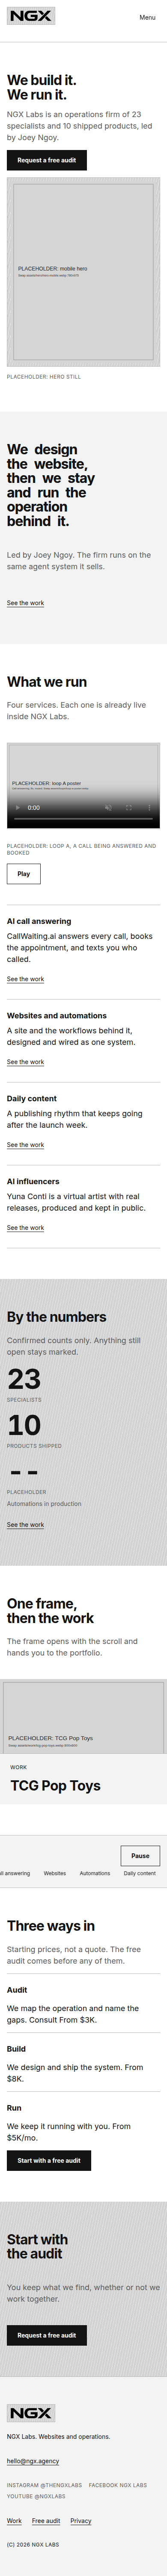 NGX
Menu
We build it.
We run it.
NGX Labs is an operations firm of 23
specialists and 10 shipped products, led
by Joey Ngoy.
Request a free audit
PLACEHOLDER: mobile hero
PLACEHOLDER: HERO STILL
We design
the website,
then we stay
and run the
operation
behind it.
Led by Joey Ngoy. The firm runs on the
same agent system it sells.
See the work
What we run
Four services. Each one is already live
inside NGX Labs.
PLACEHOLDER: loop A poster
0:00
PLACEHOLDER: LOOP A, A CALL BEING ANSWERED AND
BOOKED
Play
AI call answering
CallWaiting.ai answers every call, books
the appointment, and texts you who
called.
See the work
Websites and automations
A site and the workflows behind it,
designed and wired as one system.
See the work
Daily content
A publishing rhythm that keeps going
after the launch week.
See the work
AI influencers
Yuna Conti is a virtual artist with real
releases, produced and kept in public.
See the work
By the numbers
Confirmed counts only. Anything still
open stays marked.
23
SPECIALISTS
10
PRODUCTS SHIPPED
--
PLACEHOLDER
Automations in production
See the work
One frame,
then the work
The frame opens with the scroll and
hands you to the portfolio.
PLACEHOLDER: TCG Pop Toys
WORK
TCG Pop Toys
Pause
ll answering Websites Automations Daily content
Three ways in
Starting prices, not a quote. The free
audit comes before any of them.
Audit
We map the operation and name the
gaps. Consult From $3K.
Build
We design and ship the system. From
$8K.
Run
We keep it running with you. From
$5K/mo.
Start with a free audit
Start with
the audit
You keep what we find, whether or not we
work together.
Request a free audit
NGX
NGX Labs. Websites and operations.
hello@ngx.agency
INSTAGRAM @THENGXLABS FACEBOOK NGX LABS
YOUTUBE @NGXLABS
Work Free audit Privacy
(C) 2026 NGX LABS